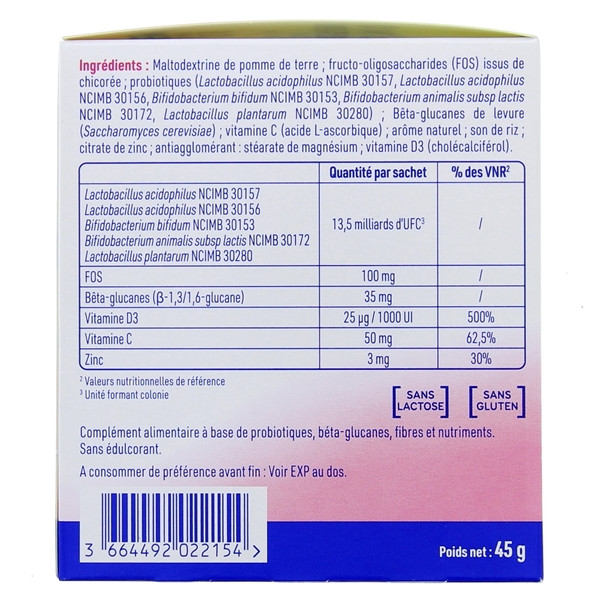 Ingrédients : Maltodextrine de pomme de terre ; fructo-oligosaccharides (FOS) issus de
chicorée ; probiotiques (Lactobacillus acidophilus NCIMB 30157, Lactobacillus acidophilus
NCIMB 30156, Bifidobacterium bifidum NCIMB 30153, Bifidobacterium animalis subsp lactis
NCIMB 30172, Lactobacillus plantarum NCIMB 30280) ; Bêta-glucanes de levure
(Saccharomyces cerevisiae) ; vitamine C (acide L-ascorbique) ; arôme naturel ; son de riz ;
citrate de zinc ; antiagglomérant : stéarate de magnésium ; vitamine D3 (cholécalciférol).
Quantité par sachet % des VNR²
Lactobacillus acidophilus NCIMB 30157
Lactobacillus acidophilus NCIMB 30156
Bifidobacterium bifidum NCIMB 30153 13,5 milliards d'UFC³ /
Bifidobacterium animalis subsp lactis NCIMB 30172
Lactobacillus plantarum NCIMB 30280
FOS 100 mg /
Bêta-glucanes (β-1,3/1,6-glucane) 35 mg /
Vitamine D3 25 µg / 1000 UI 500%
Vitamine C 50 mg 62,5%
Zinc 3 mg 30%
² Valeurs nutritionnelles de référence
³ Unité formant colonie
SANS LACTOSE
SANS GLUTEN
Complément alimentaire à base de probiotiques, béta-glucanes, fibres et nutriments.
Sans édulcorant.
A consommer de préférence avant fin : Voir EXP au dos.
3 664492 022154 >
Poids net : 45 g